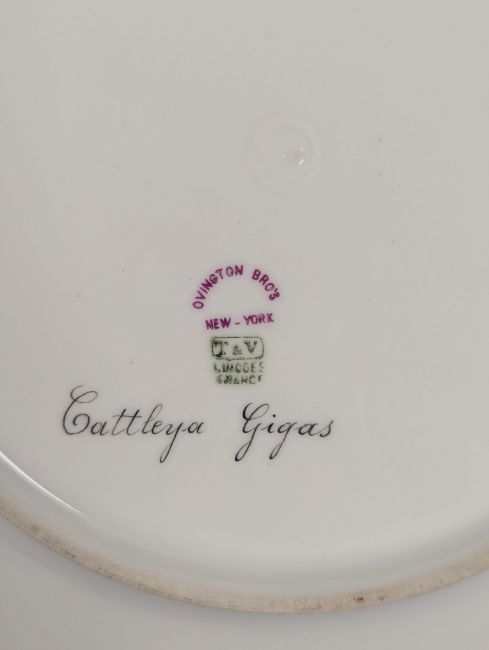 OVINGTON BRO'S
NEW-YORK
T & V
LIMOGES
FRANCE
Cattleya Gigas